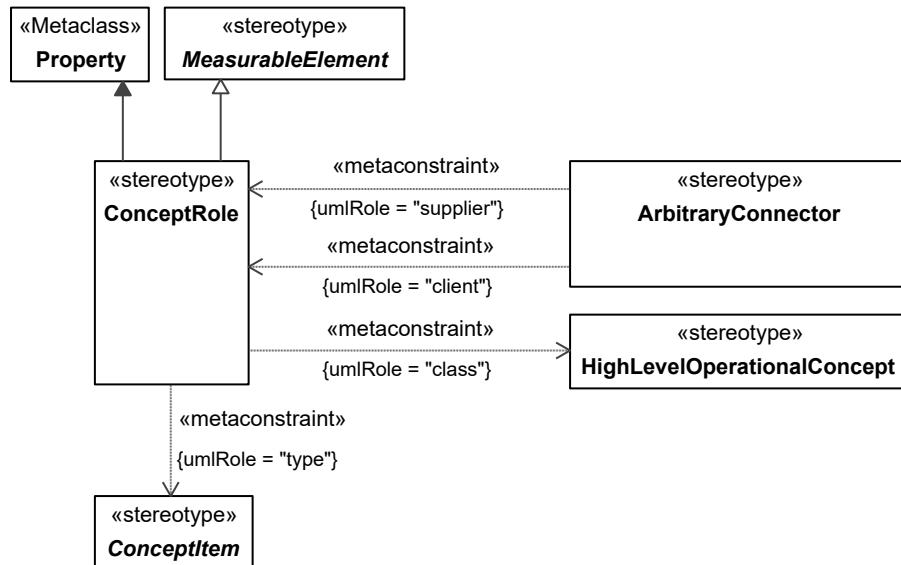 «Metaclass»
Property
«stereotype»
MeasurableElement
«stereotype»
ConceptRole
«metaconstraint»
{umlRole = "supplier"}
«metaconstraint»
{umlRole = "client"}
«stereotype»
ArbitraryConnector
«metaconstraint»
{umlRole = "class"}
«stereotype»
HighLevelOperationalConcept
«metaconstraint»
{umlRole = "type"}
«stereotype»
ConceptItem